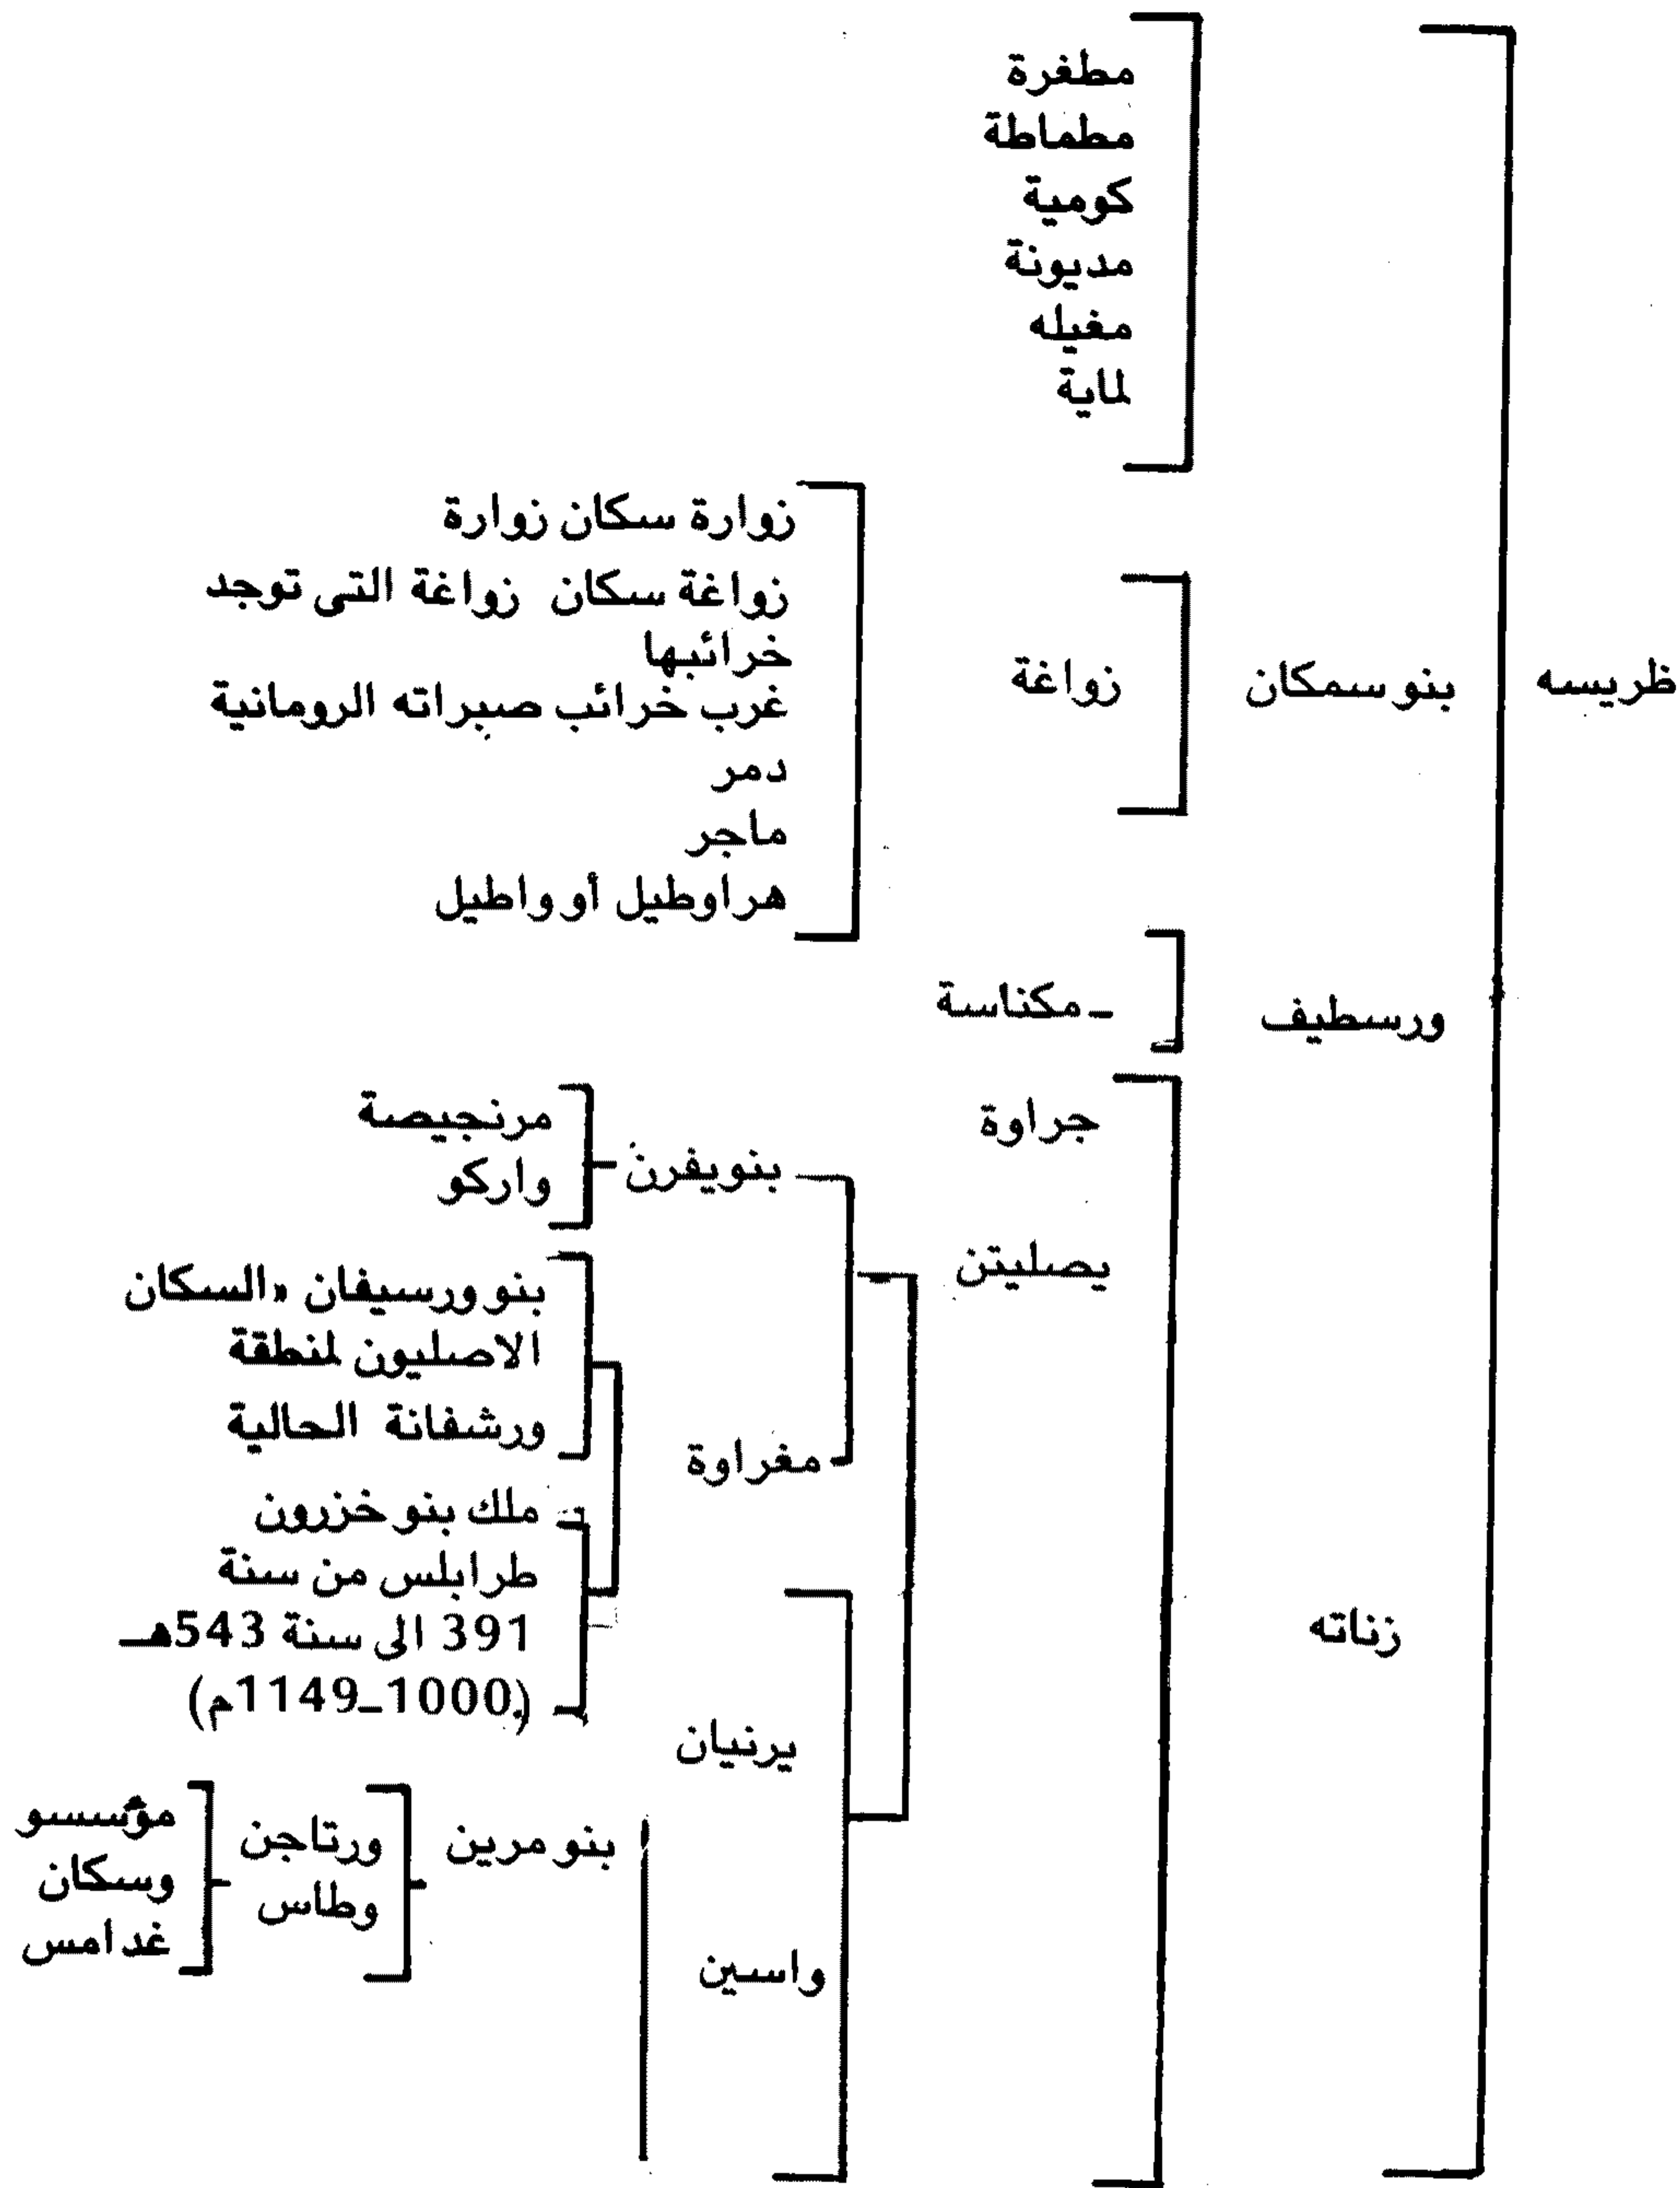 ظريسه
مطغرة
مطماطة
كومية
مديونة
مغيله
لماية
بنو سمكان
زواغة
زوارة سكان زوارة
زواغة سكان زواغة التى توجد
خرائبها
غرب خرائب صبراته الرومانية
دمر
ماجر
هراوطيل أو واطيل
ورسطيف
ـ مكناسة
زناته
جراوة
يصليتن
بنو يفرن
مرنجيصة
واركو
مغراوة
بنو ورسيفان «السكان
الاصليون لمنطقة
ورشفانة الحالية
ملك بنو خزرون
طرابلس من سنة
391 الى سنة 543هـ
(1000ـ1149م)
يرنيان
واسين
بنو مرين
ورتاجن
وطاس
مؤسسو
وسكان
غدامس